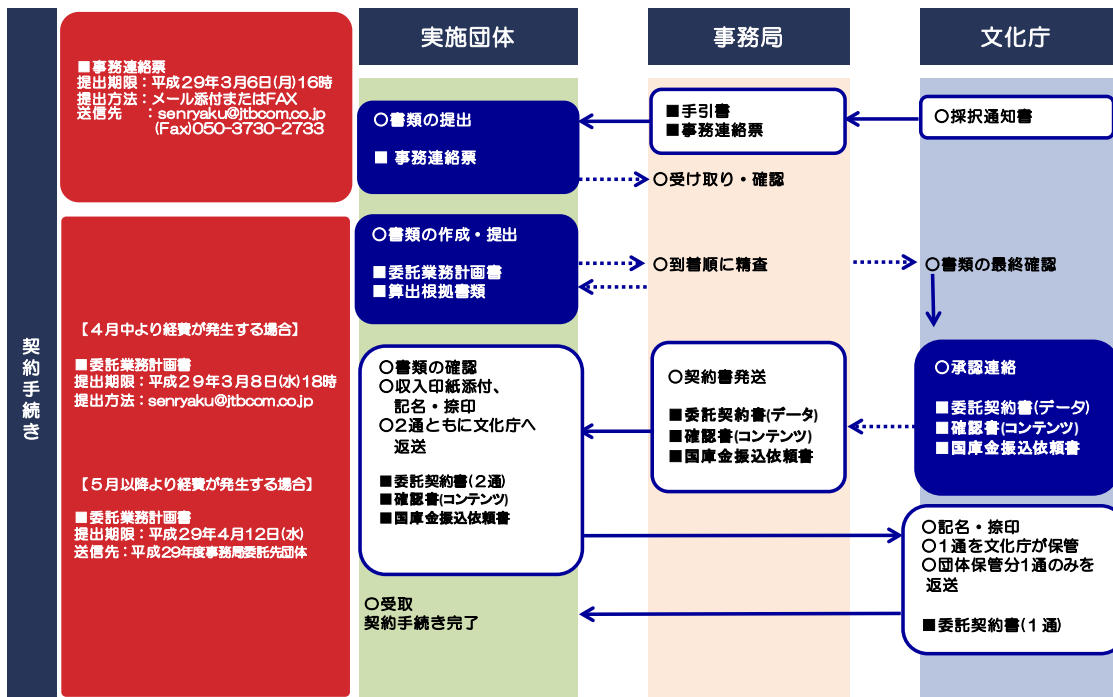 実施団体
事務局
文化庁
契約手続き
■事務連絡票
提出期限：平成29年3月6日(月)16時
提出方法：メール添付またはFAX
送信先　：senryaku@jtbcom.co.jp
(Fax)050-3730-2733
○書類の提出
■ 事務連絡票
■手引書
■事務連絡票
○採択通知書
○受け取り・確認
○書類の作成・提出
■委託業務計画書
■算出根拠書類
○到着順に精査
○書類の最終確認
【４月中より経費が発生する場合】
■委託業務計画書
提出期限：平成29年3月8日(水)18時
提出方法：senryaku@jtbcom.co.jp
【５月以降より経費が発生する場合】
■委託業務計画書
提出期限：平成29年4月12日(水)
送信先：平成29年度事務局委託先団体
○書類の確認
○収入印紙添付、
記名・捺印
○２通ともに文化庁へ
返送
■委託契約書(２通)
■確認書(コンテンツ)
■国庫金振込依頼書
○契約書発送
■委託契約書(データ)
■確認書(コンテンツ)
■国庫金振込依頼書
○承認連絡
■委託契約書(データ)
■確認書(コンテンツ)
■国庫金振込依頼書
○記名・捺印
○１通を文化庁が保管
○団体保管分1通のみを
返送
■委託契約書(１通)
○受取
契約手続き完了